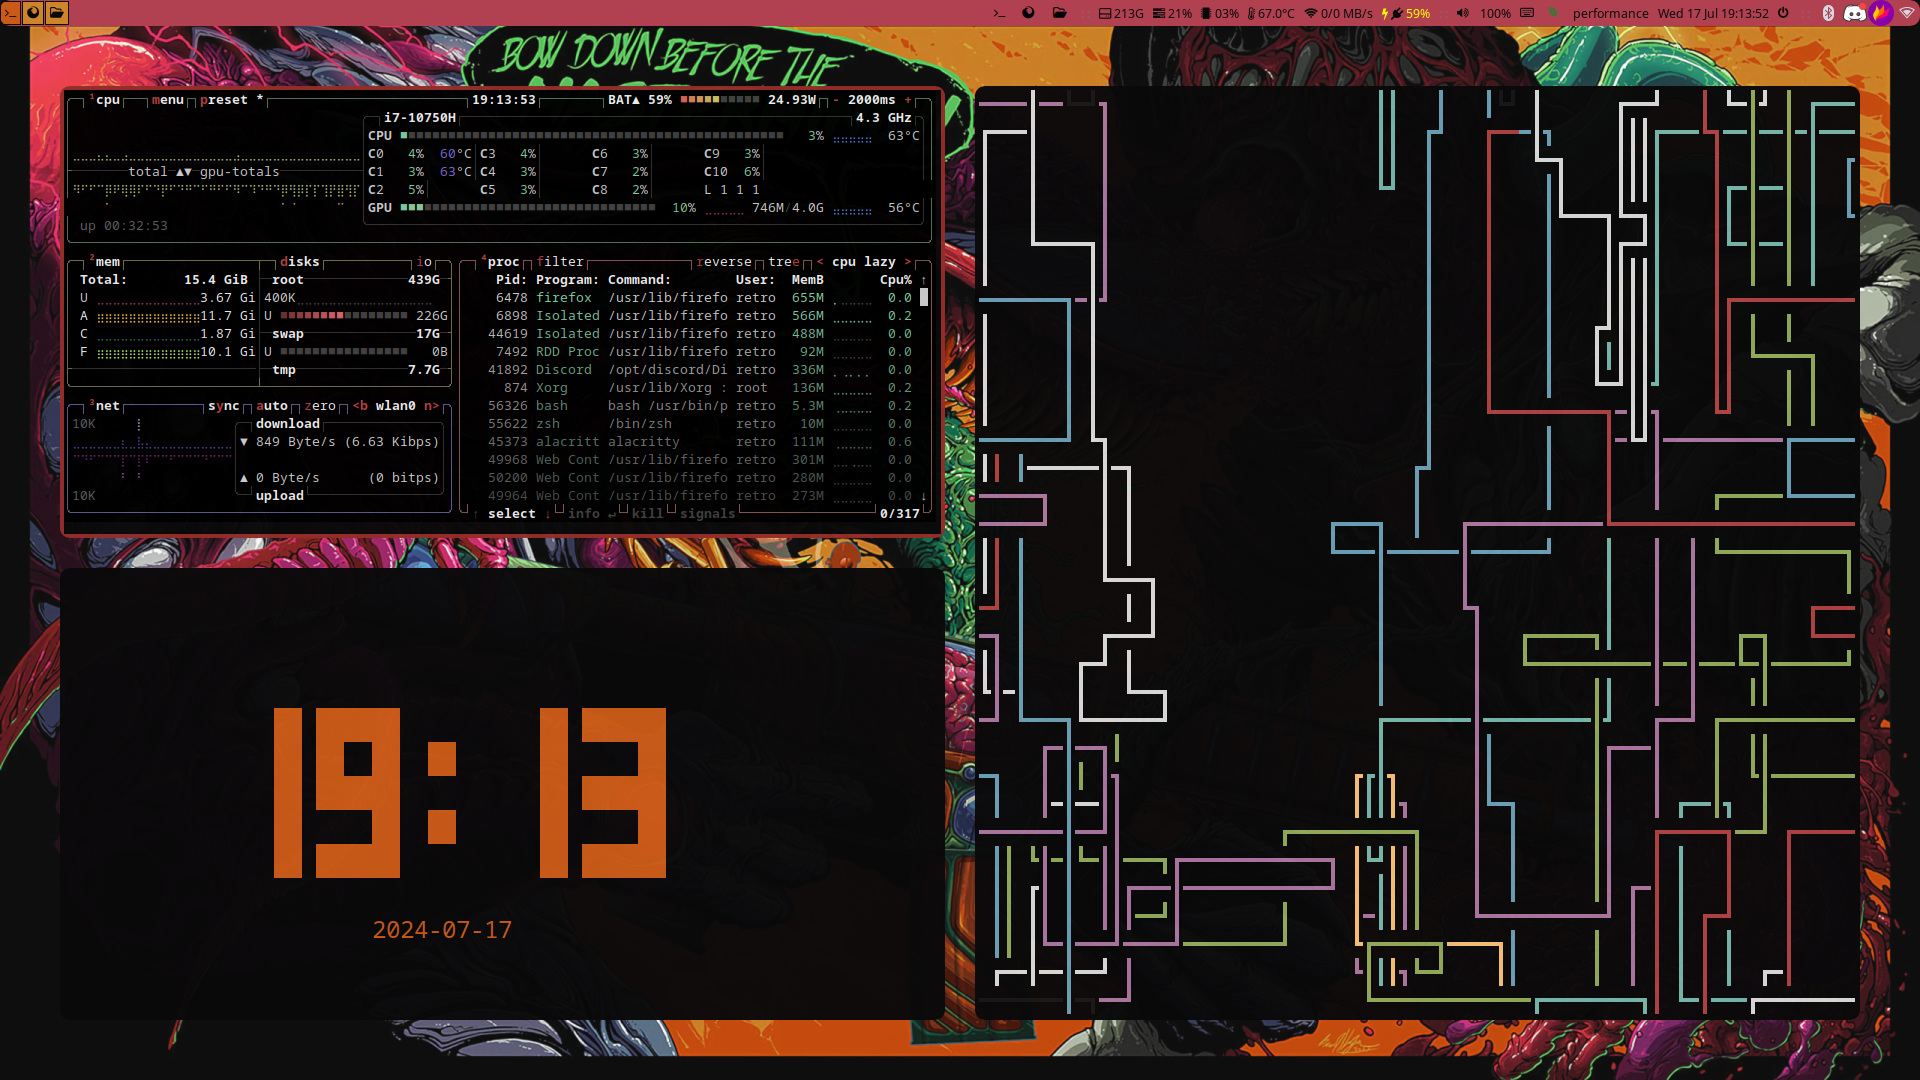 213G 21% 03% 67.0°C 0/0 MB/s 59% 100% performance Wed 17 Jul 19:13:52
BOW DOWN BEFORE THE
1cpu menu preset * 19:13:53 BAT▲ 59% 24.93W - 2000ms +
i7-10750H 4.3 GHz
CPU 3% 63°C
C0 4% 60°C C3 4% C6 3% C9 3%
C1 3% 63°C C4 3% C7 2% C10 6%
C2 5% C5 3% C8 2% L 1 1 1
GPU 10% 746M/4.0G 56°C
total ▲▼ gpu-totals
up 00:32:53
2mem
Total: 15.4 GiB
U 3.67 Gi
A 11.7 Gi
C 1.87 Gi
F 10.1 Gi
disks io
root 439G
400K
U 226G
swap 17G
U 0B
tmp 7.7G
3net sync auto zero <b wlan0 n>
10K
download
▼ 849 Byte/s (6.63 Kibps)
▲ 0 Byte/s (0 bitps)
10K
upload
4proc filter reverse tree < cpu lazy >
Pid: Program: Command: User: MemB Cpu% ↑
6478 firefox /usr/lib/firefo retro 655M 0.0
6898 Isolated /usr/lib/firefo retro 566M 0.2
44619 Isolated /usr/lib/firefo retro 488M 0.0
7492 RDD Proc /usr/lib/firefo retro 92M 0.0
41892 Discord /opt/discord/Di retro 336M 0.0
874 Xorg /usr/lib/Xorg : root 136M 0.2
56326 bash bash /usr/bin/p retro 5.3M 0.2
55622 zsh /bin/zsh retro 10M 0.0
45373 alacritt alacritty retro 111M 0.6
49968 Web Cont /usr/lib/firefo retro 301M 0.0
50200 Web Cont /usr/lib/firefo retro 280M 0.0
49964 Web Cont /usr/lib/firefo retro 273M 0.0 ↓
↑ select ↓ info ↵ kill signals 0/317
19:13
2024-07-17